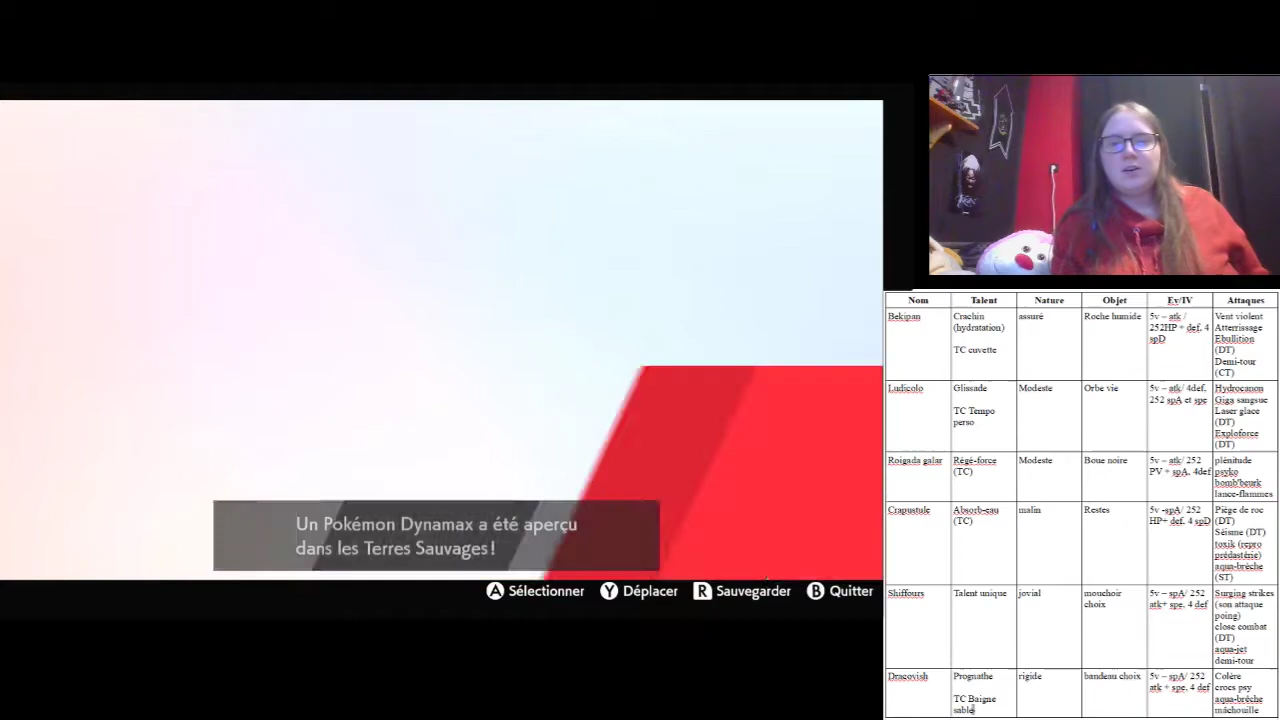 Un Pokémon Dynamax a été aperçu
dans les Terres Sauvages!
A Sélectionner Y Déplacer R Sauvegarder B Quitter
Nom Talent Nature Objet Ev/IV Attaques
Bekipan
Crachin
(hydratation)
TC cuvette
assuré
Roche humide
5v – atk /
252HP + def, 4
spD
Vent violent
Atterrissage
Ebullition
(DT)
Demi-tour
(CT)
Ludicolo
Glissade
TC Tempo
perso
Modeste
Orbe vie
5v – atk/ 4def,
252 spA et spe
Hydrocanon
Giga sangsue
Laser glace
(DT)
Exploforce
(DT)
Roigada galar
Régé-force
(TC)
Modeste
Boue noire
5v – atk/ 252
PV + spA, 4def
plénitude
psyko
bomb'beurk
lance-flammes
Crapustule
Absorb-eau
(TC)
malin
Restes
5v -spA/ 252
HP+ def, 4 spD
Piège de roc
(DT)
Séisme (DT)
toxik (repro
prédastérie)
aqua-brèche
(ST)
Shiffours
Talent unique
jovial
mouchoir
choix
5v – spA/ 252
atk+ spe, 4 def
Surging strikes
(son attaque
poing)
close combat
(DT)
aqua-jet
demi-tour
Dracovish
Prognathe
TC Baigne
sable
rigide
bandeau choix
5v – spA/ 252
atk + spe, 4 def
Colère
crocs psy
aqua-brêche
mâchouille